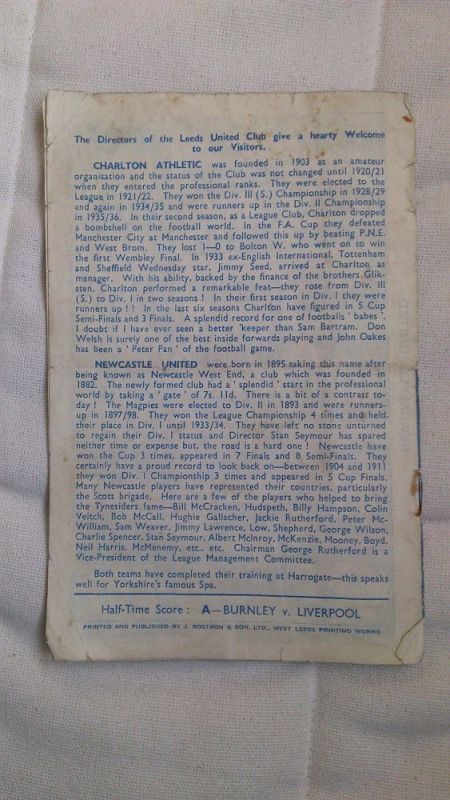 The Directors of the Leeds United Club give a hearty Welcome
to our Visitors.
CHARLTON ATHLETIC was founded in 1903 as an amateur
organisation and the status of the Club was not changed until 1920/21
when they entered the professional ranks. They were elected to the
League in 1921/22. They won the Div. III (S.) Championship in 1928/29
and again in 1934/35 and were runners up in the Div. II Championship
in 1935/36. In their second season, as a League Club, Charlton dropped
a bombshell on the football world. In the F.A. Cup they defeated
Manchester City at Manchester and followed this up by beating P.N.E.
and West Brom. They lost 1—0 to Bolton W. who went on to win
the first Wembley Final. In 1933 ex-English International, Tottenham
and Sheffield Wednesday star, Jimmy Seed, arrived at Charlton as
manager. With his ability, backed by the finance of the brothers Glik-
sten, Charlton performed a remarkable feat—they rose from Div. III
(S.) to Div. I in two seasons ! In their first season in Div. I they were
runners up ! ! In the last six seasons Charlton have figured in 5 Cup
Semi-Finals and 3 Finals. A splendid record for one of footballs ' babes '.
I doubt if I have ever seen a better 'keeper than Sam Bartram. Don
Welsh is surely one of the best inside forwards playing and John Oakes
has been a ' Peter Pan ' of the football game.
NEWCASTLE UNITED were born in 1895 taking this name after
being known as Newcastle West End, a club which was founded in
1882. The newly formed club had a ' splendid ' start in the professional
world by taking a ' gate ' of 7s. 11d. There is a bit of a contrast to-
day ! The Magpies were elected to Div. II in 1893 and were runners-
up in 1897/98. They won the League Championship 4 times and held
their place in Div. I until 1933/34. They have left no stone unturned
to regain their Div. I status and Director Stan Seymour has spared
neither time or expense but, the road is a hard one ! Newcastle have
won the Cup 3 times, appeared in 7 Finals and 8 Semi-Finals. They
certainly have a proud record to look back on—between 1904 and 1911
they won Div. I Championship 3 times and appeared in 5 Cup Finals.
Many Newcastle players have represented their countries, particularly
the Scots brigade. Here are a few of the players who helped to bring
the Tynesiders fame—Bill McCracken, Hudspeth, Billy Hampson, Colin
Veitch, Bob McCall, Hughie Gallacher, Jackie Rutherford, Peter Mc-
William, Sam Weaver, Jimmy Lawrence, Low, Shepherd, George Wilson,
Charlie Spencer, Stan Seymour, Albert McInroy, McKenzie, Mooney, Boyd,
Neil Harris, McMenemy, etc., etc. Chairman George Rutherford is a
Vice-President of the League Management Committee.
Both teams have completed their training at Harrogate—this speaks
well for Yorkshire's famous Spa.
Half-Time Score : A—BURNLEY v. LIVERPOOL
PRINTED AND PUBLISHED BY J. ROSTRON & SON, LTD., WEST LEEDS PRINTING WORKS